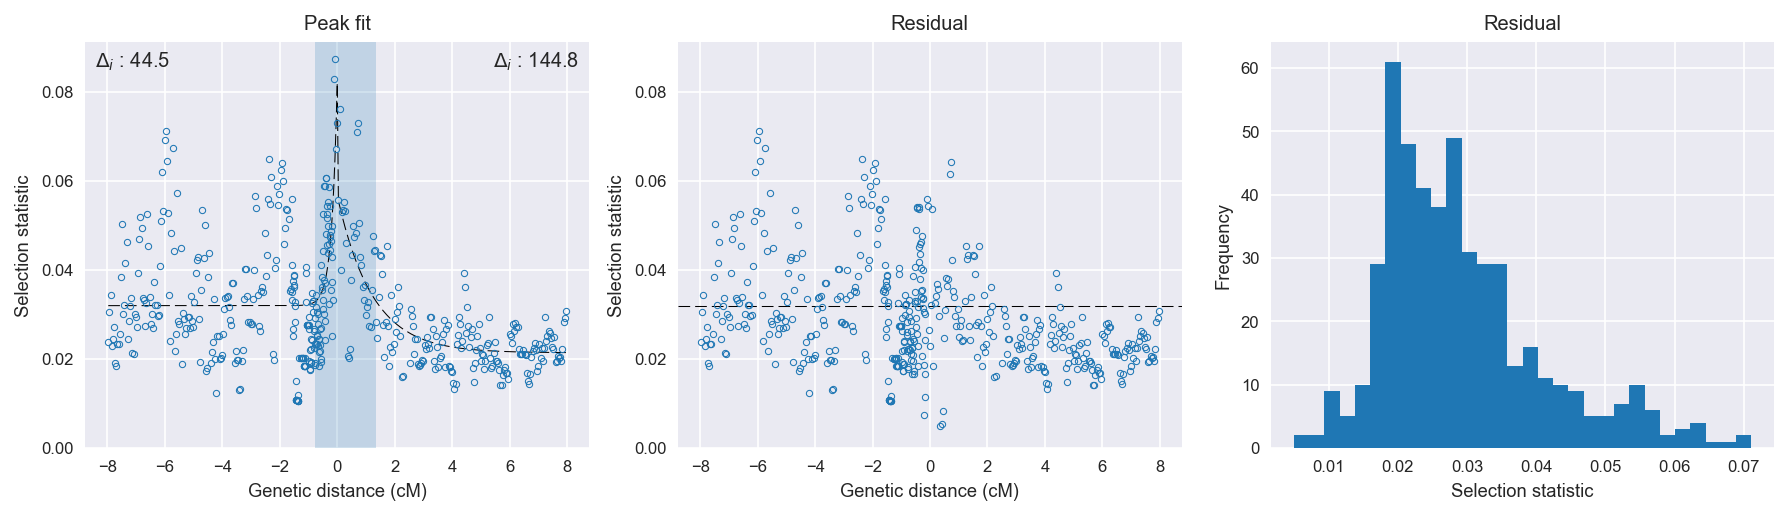 Peak fit
Δi : 44.5
Δi : 144.8
0.08
0.06
0.04
0.02
0.00
−8 −6 −4 −2 0 2 4 6 8
Selection statistic
Genetic distance (cM)
Residual
0.08
0.06
0.04
0.02
0.00
−8 −6 −4 −2 0 2 4 6 8
Selection statistic
Genetic distance (cM)
Residual
60
50
40
30
20
10
0
0.01 0.02 0.03 0.04 0.05 0.06 0.07
Frequency
Selection statistic